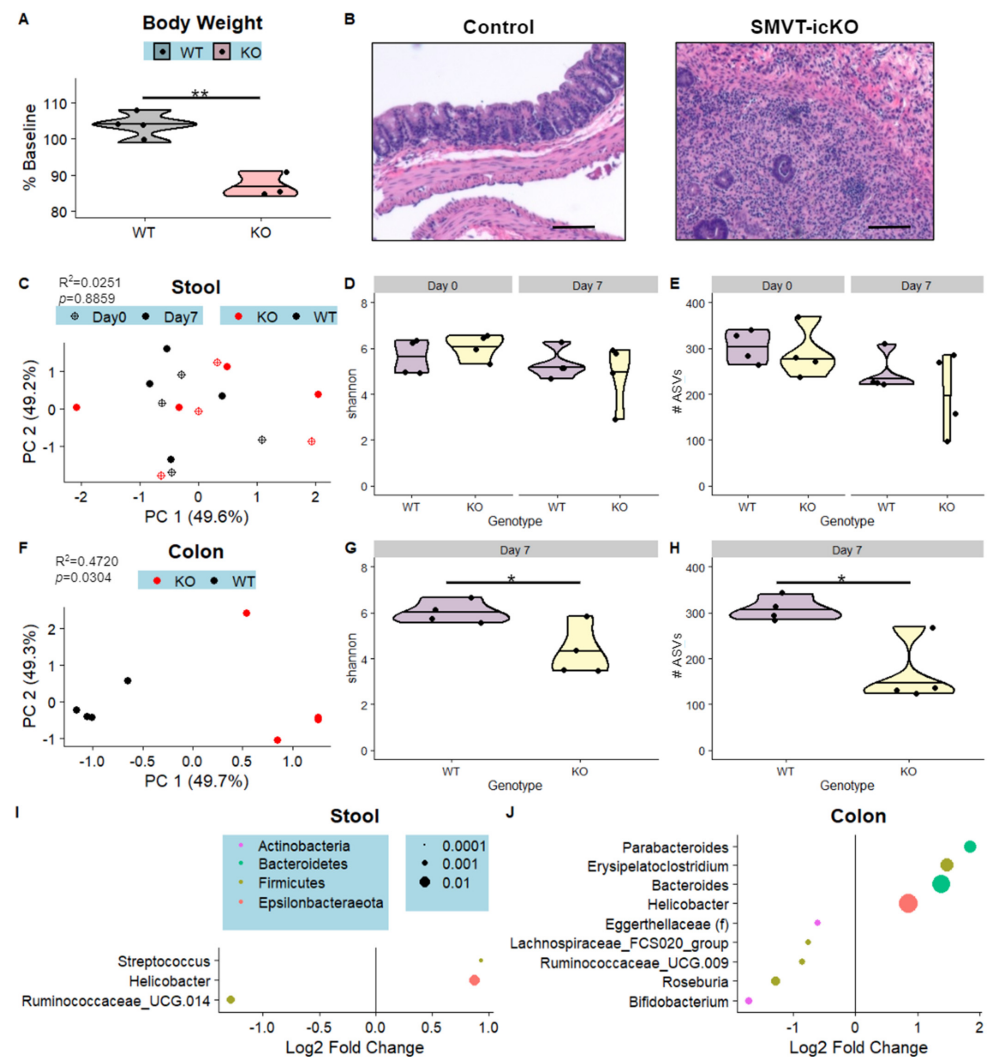 A
Body Weight
WT KO
% Baseline
110
100
90
80
**
WT KO
B
Control
SMVT-icKO
C
R²=0.0251
p=0.8859
Stool
Day0 Day7 KO WT
PC 2 (49.2%)
1
0
-1
-2 -1 0 1 2
PC 1 (49.6%)
D
Day 0 Day 7
shannon
8
6
4
2
0
WT KO WT KO
Genotype
E
Day 0 Day 7
# ASVs
400
300
200
100
0
WT KO WT KO
Genotype
F
R²=0.4720
p=0.0304
Colon
KO WT
PC 2 (49.3%)
2
1
0
-1
-1.0 -0.5 0.0 0.5 1.0
PC 1 (49.7%)
G
Day 7
shannon
8
6
4
2
0
*
WT KO
Genotype
H
Day 7
# ASVs
400
300
200
100
0
*
WT KO
Genotype
I
Stool
Actinobacteria
Bacteroidetes
Firmicutes
Epsilonbacteraeota
0.0001
0.001
0.01
Streptococcus
Helicobacter
Ruminococcaceae_UCG.014
-1.0 -0.5 0.0 0.5 1.0
Log2 Fold Change
J
Colon
Parabacteroides
Erysipelatoclostridium
Bacteroides
Helicobacter
Eggerthellaceae (f)
Lachnospiraceae_FCS020_group
Ruminococcaceae_UCG.009
Roseburia
Bifidobacterium
-1 0 1 2
Log2 Fold Change